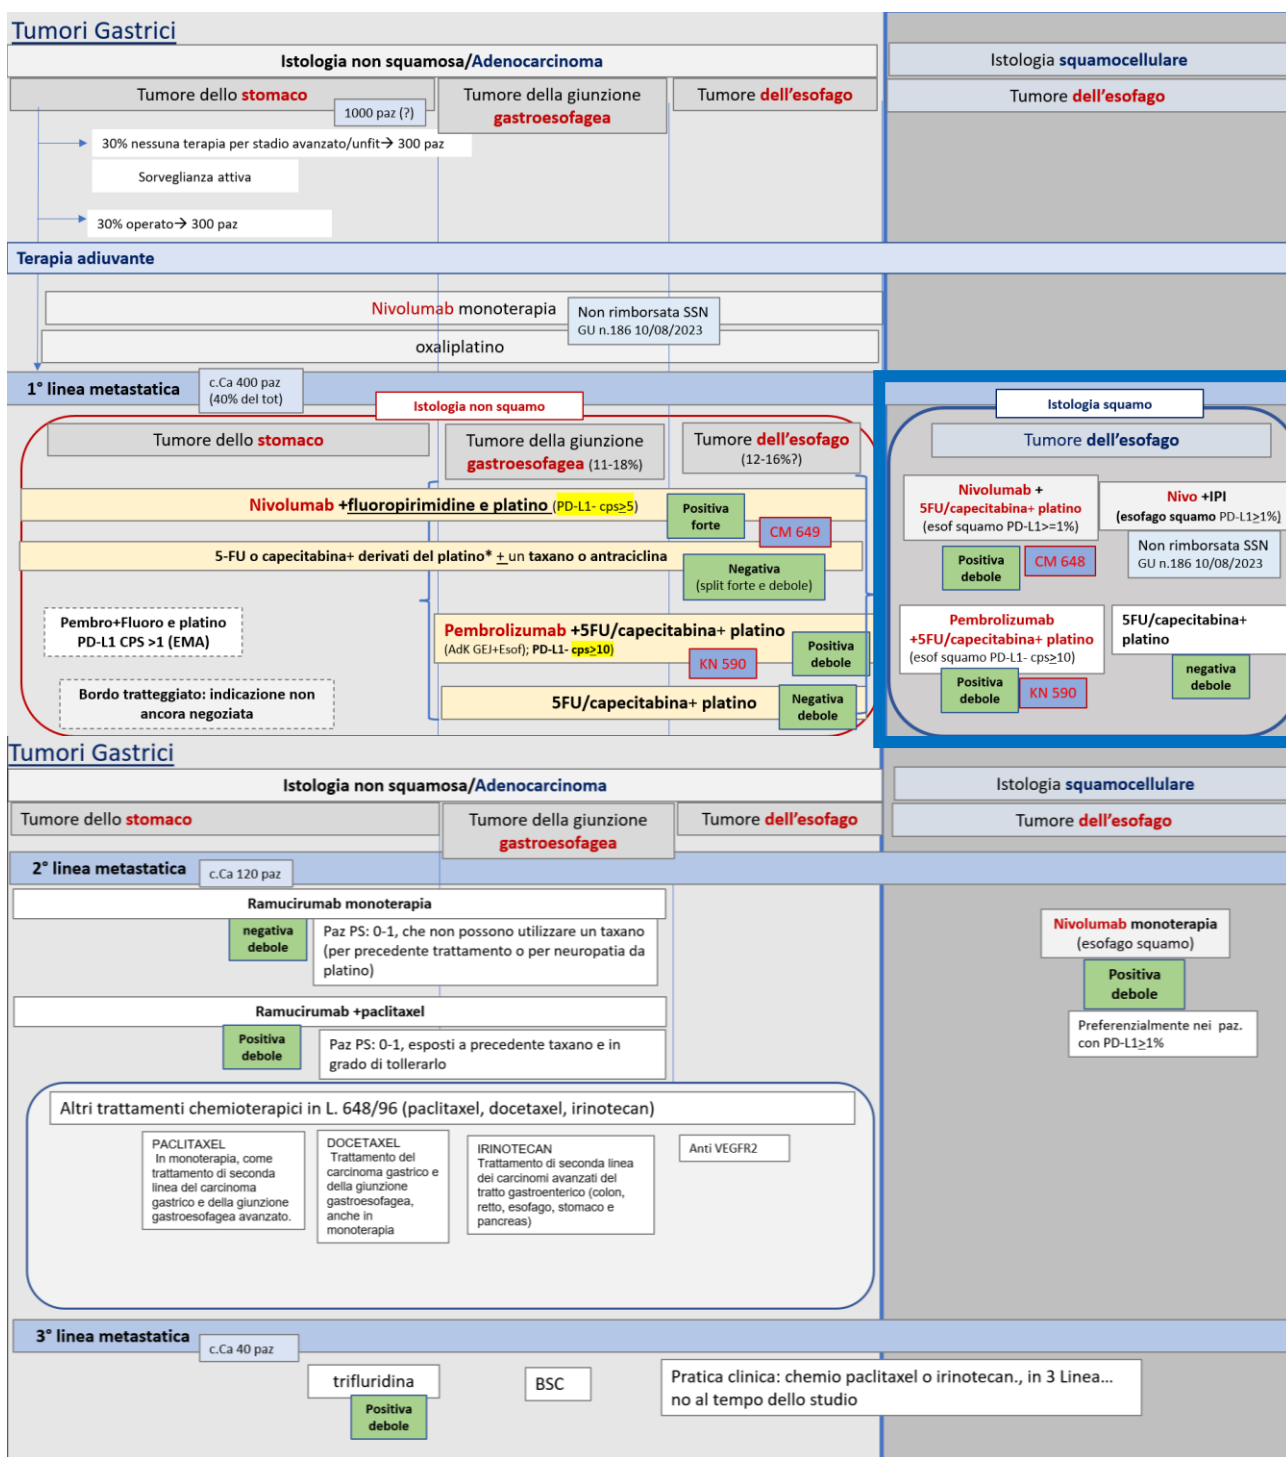 Tumori Gastrici
Istologia non squamosa/Adenocarcinoma
Istologia squamocellulare
Tumore dello stomaco
Tumore della giunzione
gastroesofagea
Tumore dell'esofago
Tumore dell'esofago
1000 paz (?)
30% nessuna terapia per stadio avanzato/unfit→ 300 paz
Sorveglianza attiva
30% operato→ 300 paz
Terapia adiuvante
Nivolumab monoterapia
Non rimborsata SSN
GU n.186 10/08/2023
oxaliplatino
1° linea metastatica
c.Ca 400 paz
(40% del tot)
Istologia non squamo
Tumore dello stomaco
Tumore della giunzione
gastroesofagea (11-18%)
Tumore dell'esofago
(12-16%?)
Nivolumab +fluoropirimidine e platino (PD-L1- cps≥5)
Positiva
forte
CM 649
5-FU o capecitabina+ derivati del platino* ± un taxano o antraciclina
Negativa
(split forte e debole)
Pembro+Fluoro e platino
PD-L1 CPS >1 (EMA)
Pembrolizumab +5FU/capecitabina+ platino
(AdK GEJ+Esof); PD-L1- cps≥10)
KN 590
Positiva
debole
Bordo tratteggiato: indicazione non
ancora negoziata
5FU/capecitabina+ platino
Negativa
debole
Istologia squamo
Tumore dell'esofago
Nivolumab +
5FU/capecitabina+ platino
(esof squamo PD-L1>=1%)
Positiva
debole
CM 648
Nivo +IPI
(esofago squamo PD-L1≥1%)
Non rimborsata SSN
GU n.186 10/08/2023
Pembrolizumab
+5FU/capecitabina+ platino
(esof squamo PD-L1- cps≥10)
Positiva
debole
KN 590
5FU/capecitabina+
platino
negativa
debole
Tumori Gastrici
Istologia non squamosa/Adenocarcinoma
Istologia squamocellulare
Tumore dello stomaco
Tumore della giunzione
gastroesofagea
Tumore dell'esofago
Tumore dell'esofago
2° linea metastatica
c.Ca 120 paz
Ramucirumab monoterapia
negativa
debole
Paz PS: 0-1, che non possono utilizzare un taxano
(per precedente trattamento o per neuropatia da
platino)
Nivolumab monoterapia
(esofago squamo)
Positiva
debole
Preferenzialmente nei paz.
con PD-L1≥1%
Ramucirumab +paclitaxel
Positiva
debole
Paz PS: 0-1, esposti a precedente taxano e in
grado di tollerarlo
Altri trattamenti chemioterapici in L. 648/96 (paclitaxel, docetaxel, irinotecan)
PACLITAXEL
In monoterapia, come
trattamento di seconda
linea del carcinoma
gastrico e della giunzione
gastroesofagea avanzato.
DOCETAXEL
Trattamento del
carcinoma gastrico e
della giunzione
gastroesofagea,
anche in
monoterapia
IRINOTECAN
Trattamento di seconda linea
dei carcinomi avanzati del
tratto gastroenterico (colon,
retto, esofago, stomaco e
pancreas)
Anti VEGFR2
3° linea metastatica
c.Ca 40 paz
trifluridina
Positiva
debole
BSC
Pratica clinica: chemio paclitaxel o irinotecan., in 3 Linea...
no al tempo dello studio